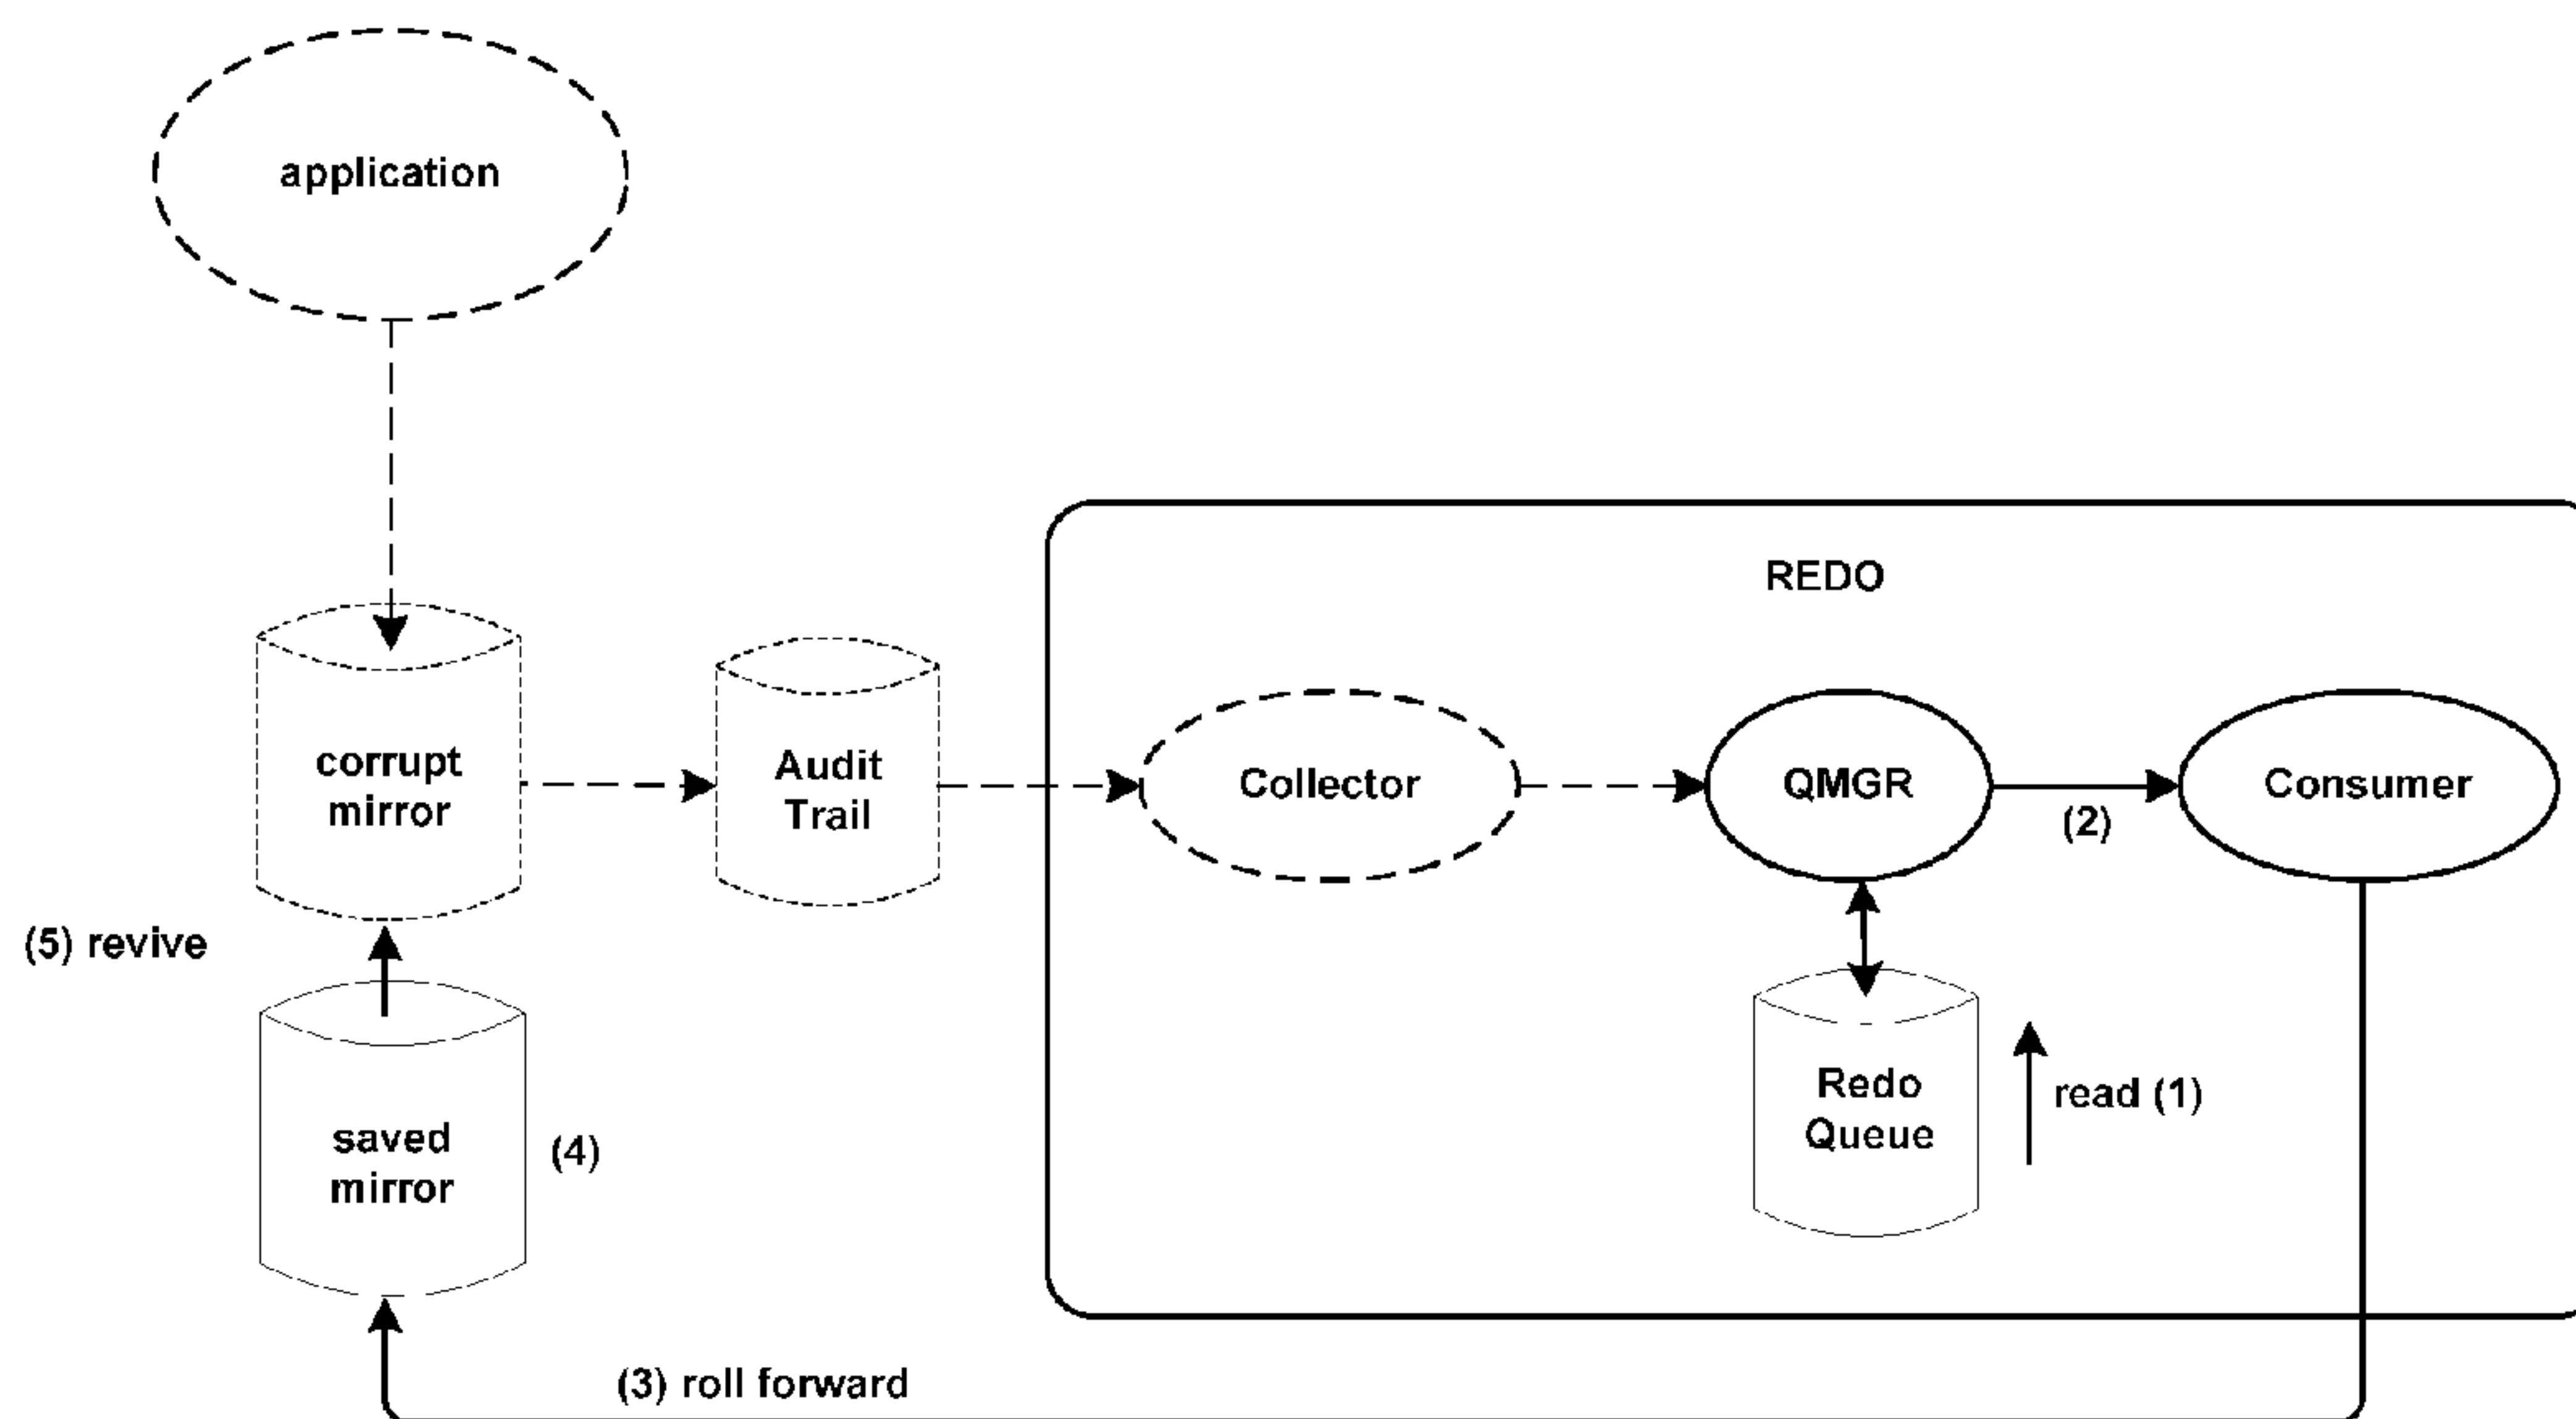 application
REDO
corrupt
mirror
Audit
Trail
Collector
QMGR
(2)
Consumer
(5) revive
saved
mirror
(4)
Redo
Queue
read (1)
(3) roll forward